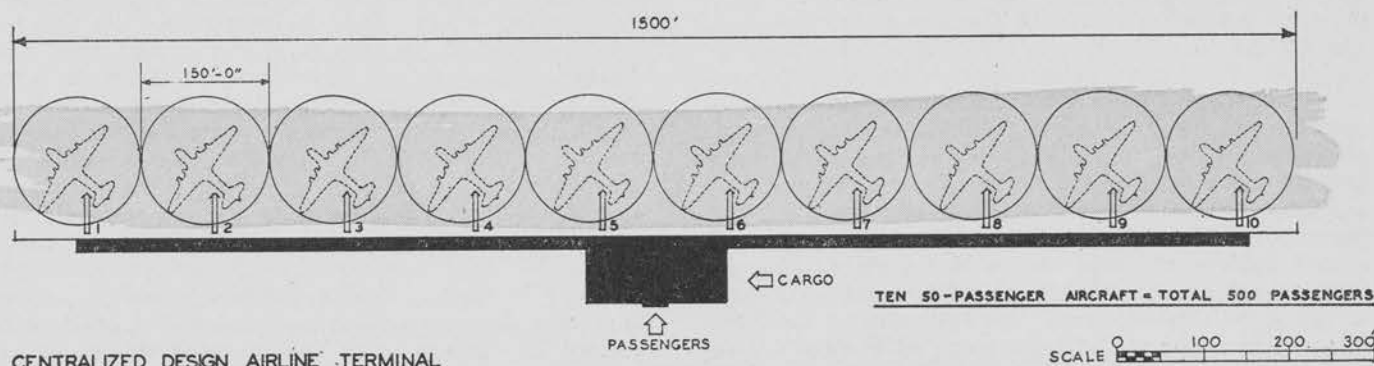 1500'
150'-0"
1 2 3 4 5 6 7 8 9 10
CARGO
TEN 50-PASSENGER AIRCRAFT = TOTAL 500 PASSENGERS
PASSENGERS
CENTRALIZED DESIGN AIRLINE TERMINAL
SCALE 0 100 200 300